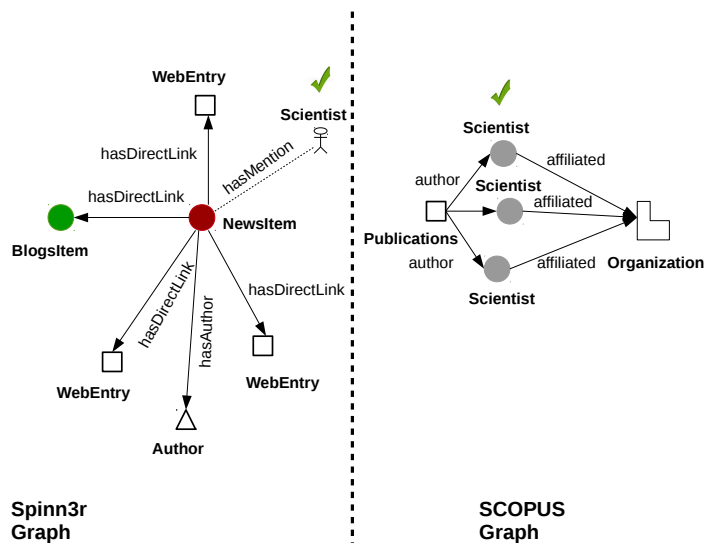 WebEntry
Scientist
hasDirectLink
hasMention
hasDirectLink
NewsItem
BlogsItem
hasDirectLink
hasAuthor
hasDirectLink
WebEntry
WebEntry
Author
Spinn3r
Graph
Scientist
affiliated
author
Scientist
affiliated
Publications
author
affiliated
Organization
Scientist
SCOPUS
Graph